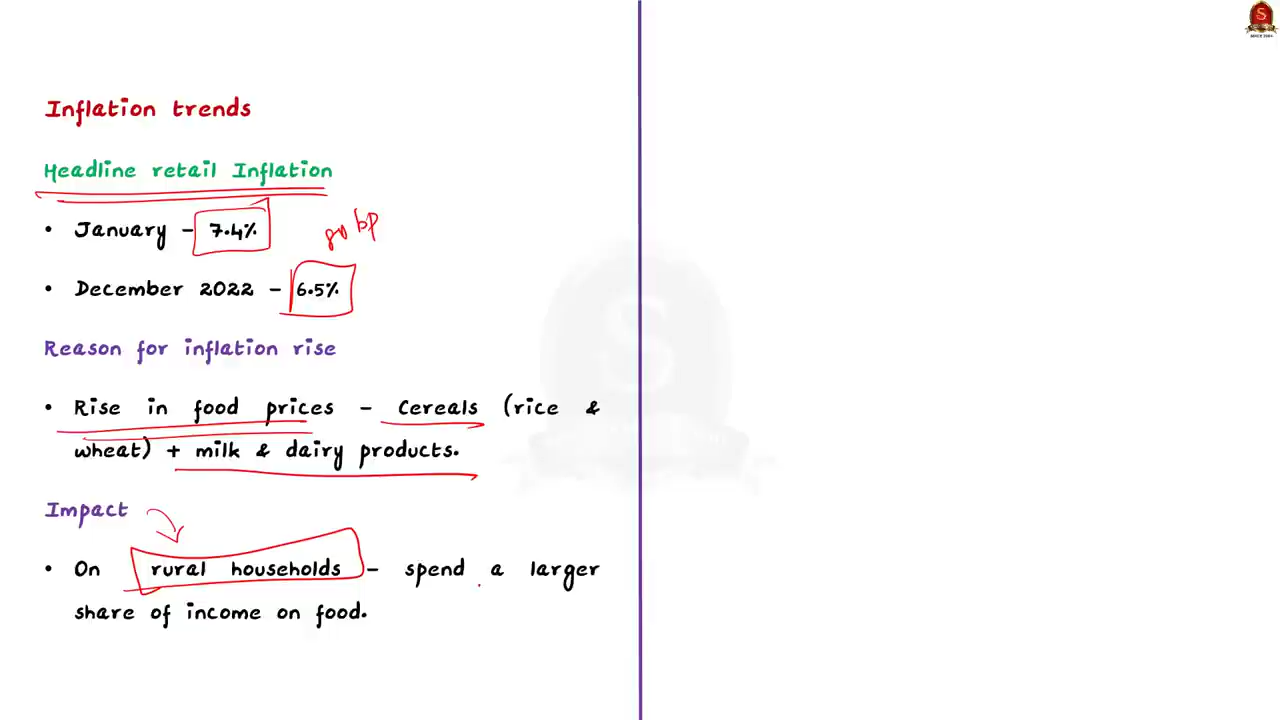 Inflation trends
Headline retail Inflation
• January - 7.4%
bp
• December 2022 - 6.5%
Reason for inflation rise
• Rise in food prices - Cereals (rice &
wheat) + milk & dairy products.
Impact
• On rural households - spend a larger
share of income on food.
S